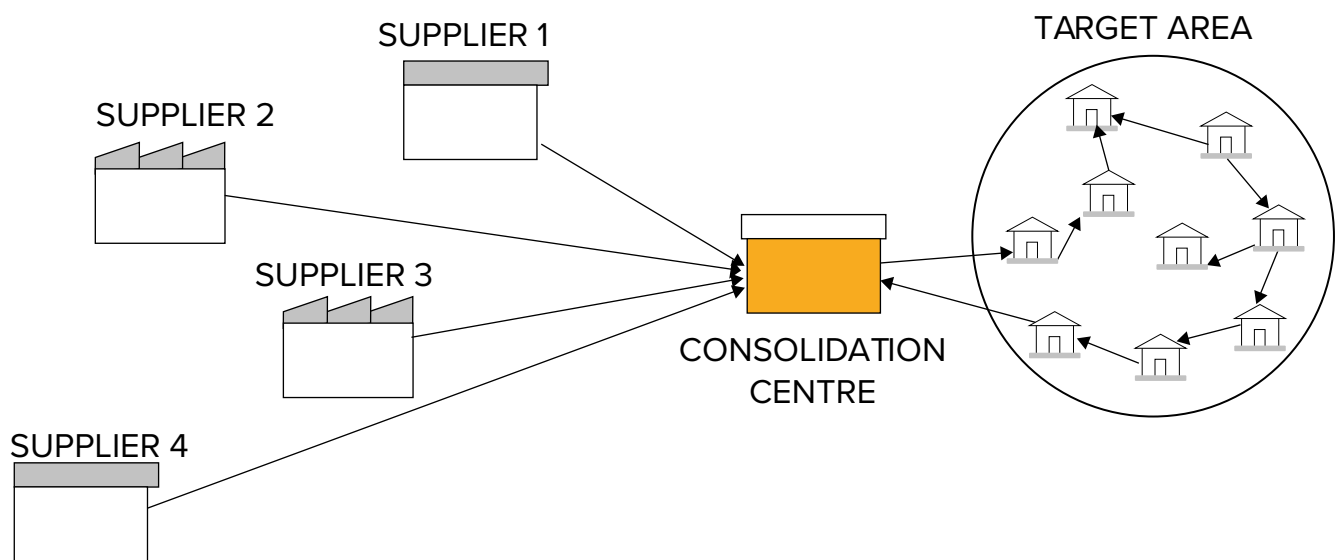 TARGET AREA
SUPPLIER 1
SUPPLIER 2
SUPPLIER 3
CONSOLIDATION
CENTRE
SUPPLIER 4